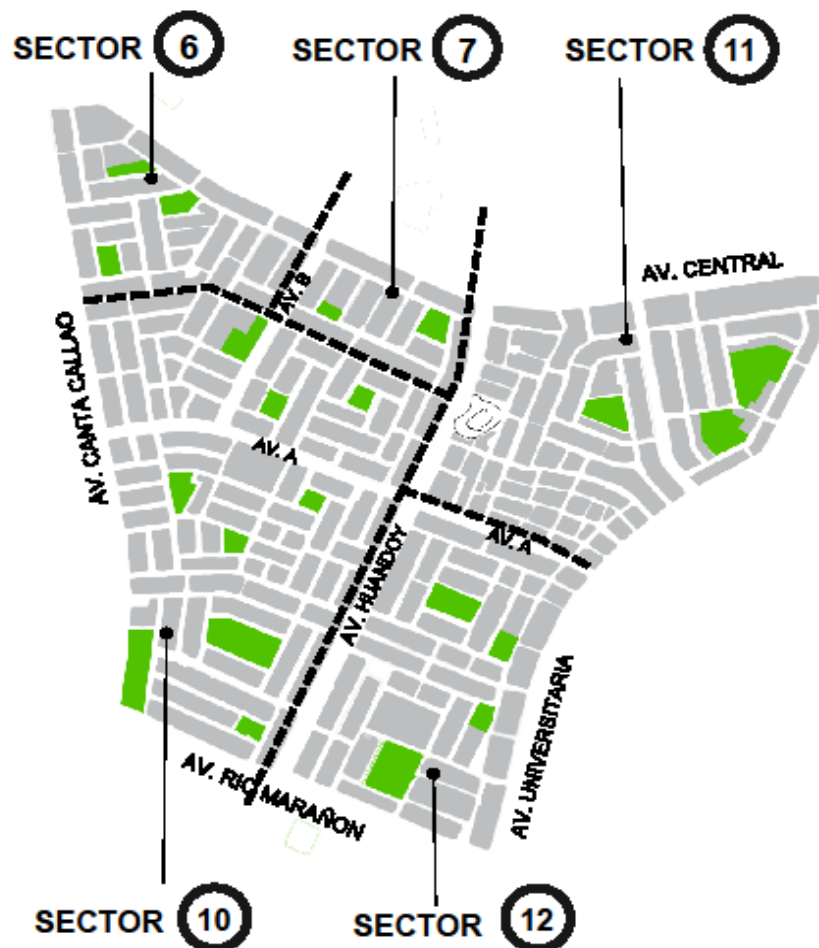 SECTOR 6
SECTOR 7
SECTOR 11
AV. CENTRAL
AV. B
AV. CANTA CALLAO
AV. A
AV. A
AV. HUANDOY
AV. UNIVERSITARIA
AV. RIO MARAÑON
SECTOR 10
SECTOR 12